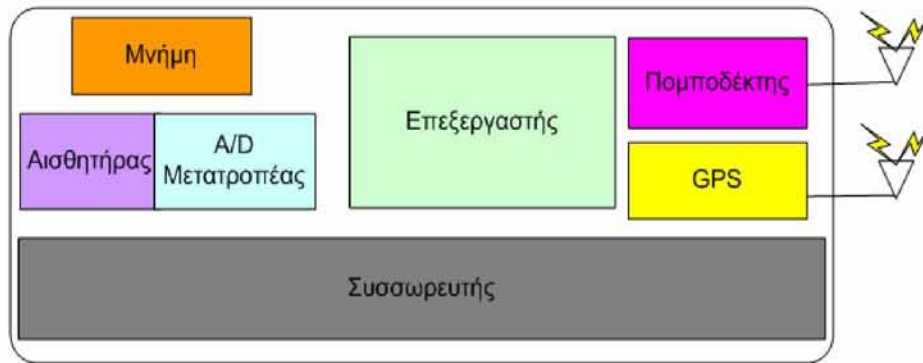 Μνήμη
Αισθητήρας
A/D
Μετατροπέας
Επεξεργαστής
Πομποδέκτης
GPS
Συσσωρευτής